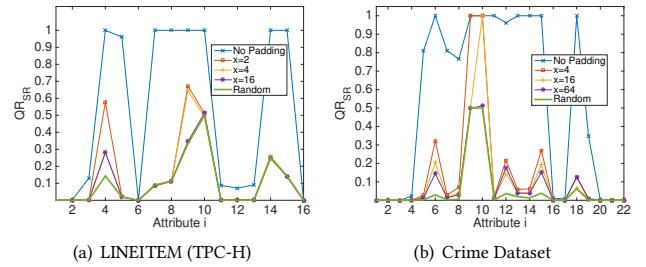 1
0.9
0.8
0.7
0.6
0.5
0.4
0.3
0.2
0.1
QR_SR
No Padding
x=2
x=4
x=16
Random
2 4 6 8 10 12 14 16
Attribute i
(a) LINEITEM (TPC-H)
1
0.9
0.8
0.7
0.6
0.5
0.4
0.3
0.2
0.1
QR_SR
No Padding
x=4
x=16
x=64
Random
2 4 6 8 10 12 14 16 18 20 22
Attribute i
(b) Crime Dataset